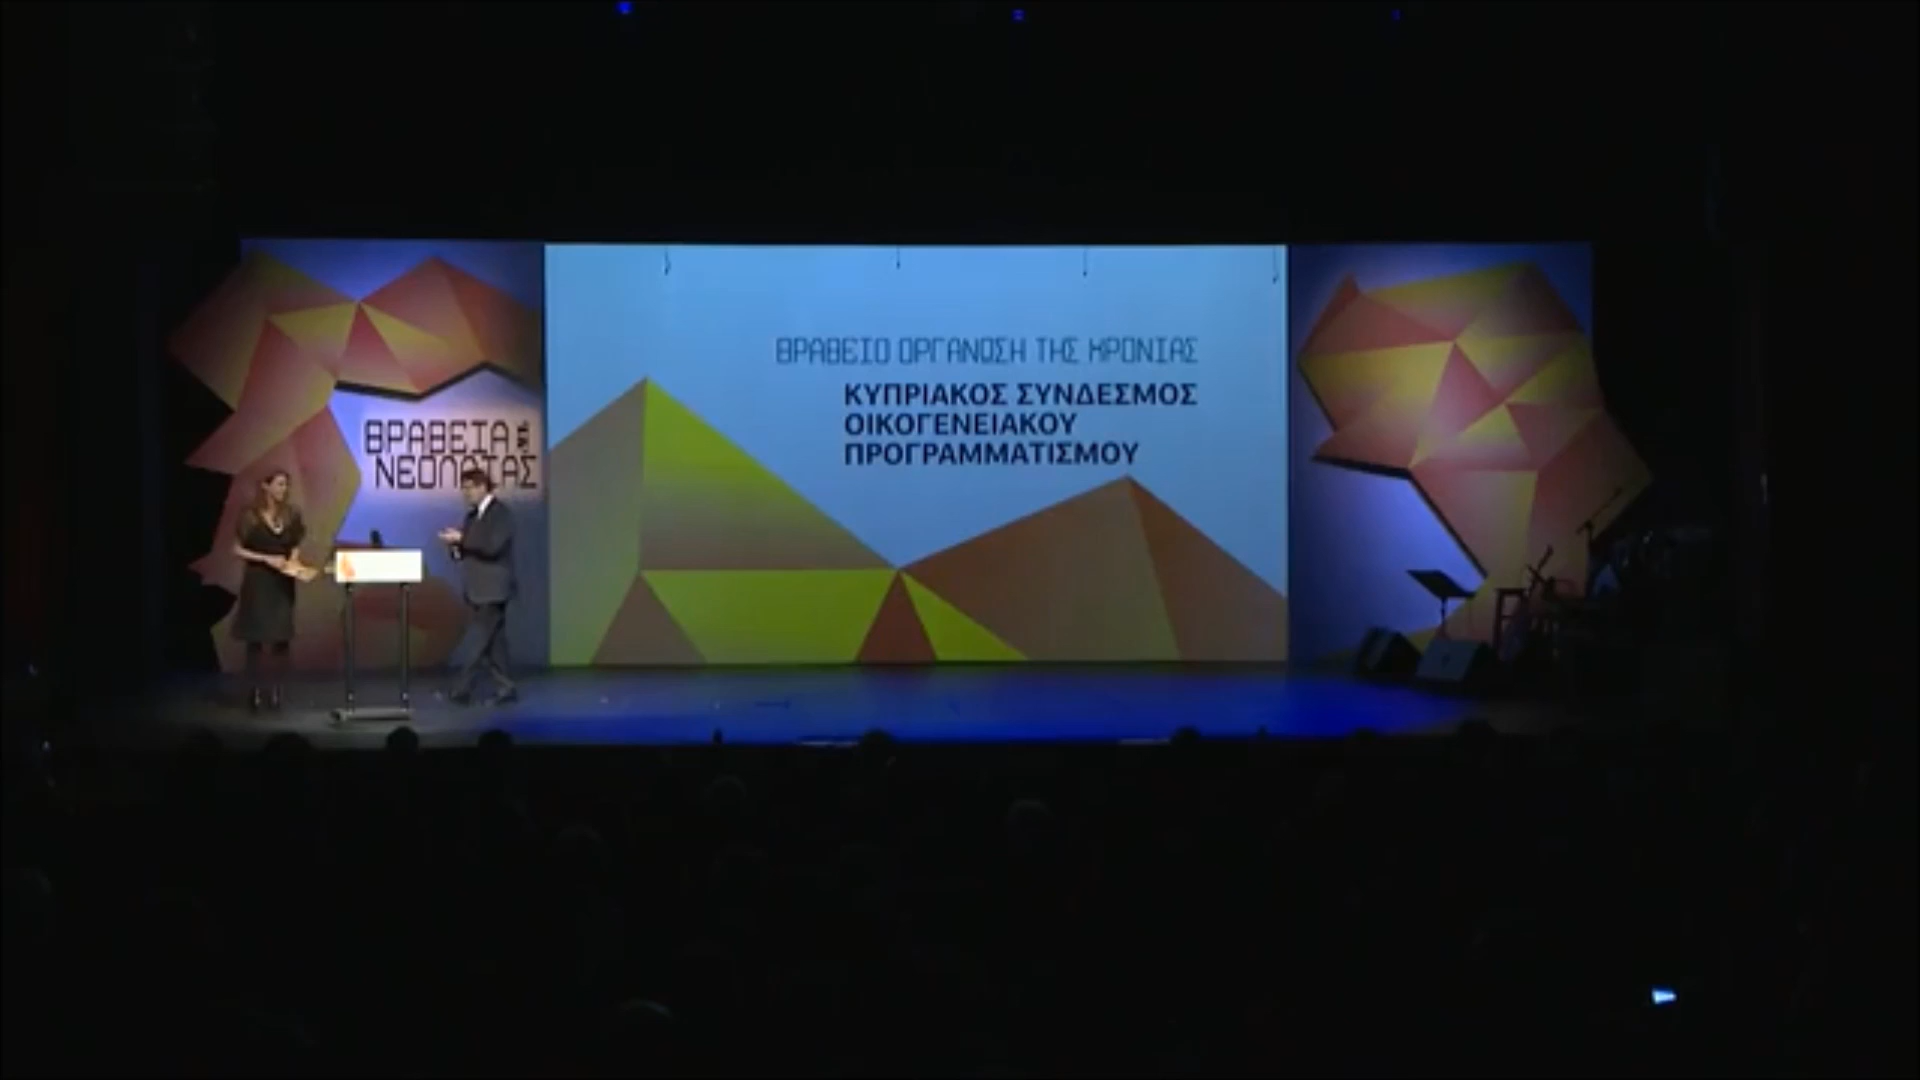 ΒΡΑΒΕΙΟ ΟΡΓΑΝΩΣΗ ΤΗΣ ΧΡΟΝΙΑΣ
ΚΥΠΡΙΑΚΟΣ ΣΥΝΔΕΣΜΟΣ
ΟΙΚΟΓΕΝΕΙΑΚΟΥ
ΠΡΟΓΡΑΜΜΑΤΙΣΜΟΥ
ΒΡΑΒΕΙΑ
ΝΕΟΛΑΙΑΣ